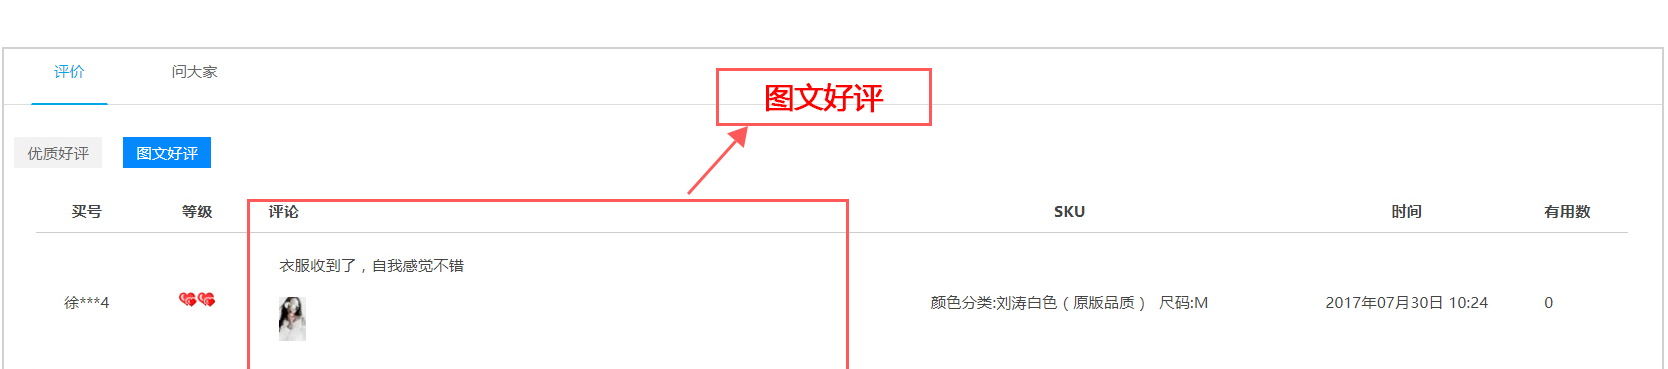 评价 问大家
图文好评
优质好评 图文好评
买号 等级 评论 SKU 时间 有用数
衣服收到了，自我感觉不错
徐***4 颜色分类:刘涛白色（原版品质） 尺码:M 2017年07月30日 10:24 0